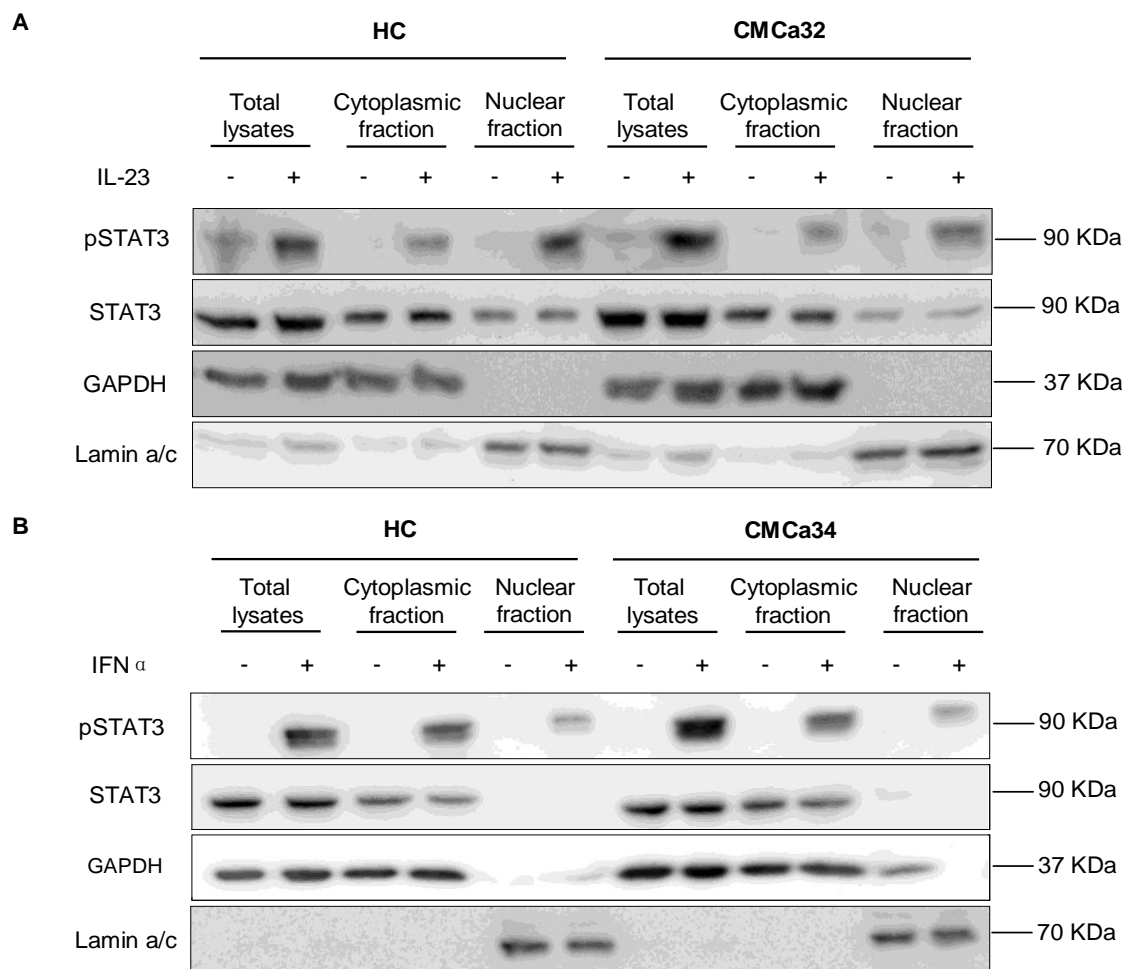 A
HC CMCa32
Total Cytoplasmic Nuclear Total Cytoplasmic Nuclear
lysates fraction fraction lysates fraction fraction
IL-23 - + - + - + - + - + - +
pSTAT3 90 KDa
STAT3 90 KDa
GAPDH 37 KDa
Lamin a/c 70 KDa
B
HC CMCa34
Total Cytoplasmic Nuclear Total Cytoplasmic Nuclear
lysates fraction fraction lysates fraction fraction
IFN α - + - + - + - + - + - +
pSTAT3 90 KDa
STAT3 90 KDa
GAPDH 37 KDa
Lamin a/c 70 KDa